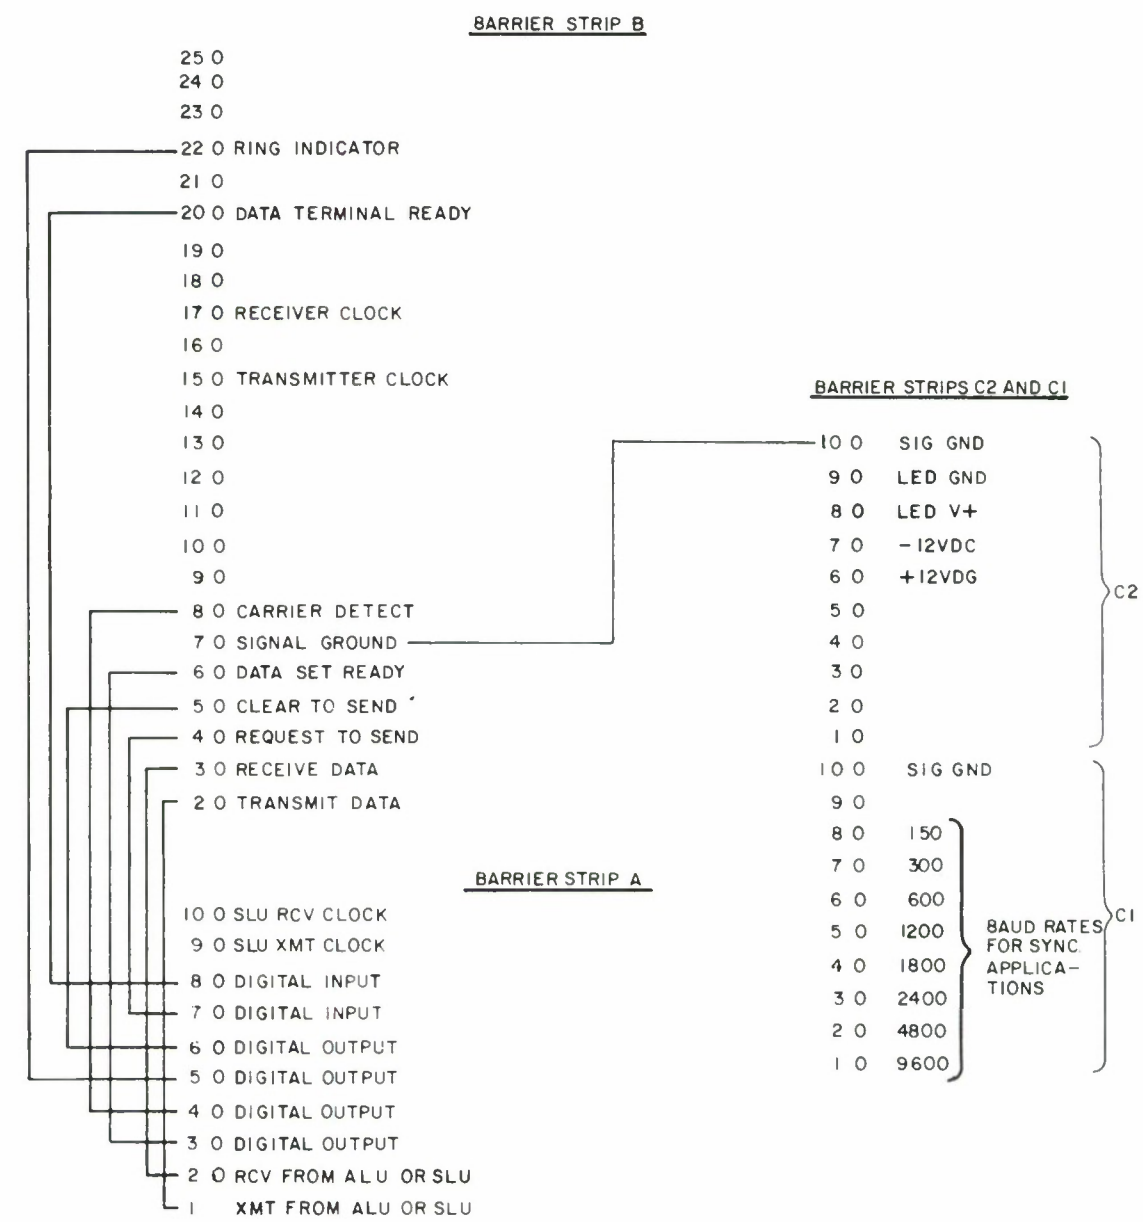 BARRIER STRIP B
25 O
24 O
23 O
22 O RING INDICATOR
21 O
20 O DATA TERMINAL READY
19 O
18 O
17 O RECEIVER CLOCK
16 O
15 O TRANSMITTER CLOCK
14 O
13 O
12 O
11 O
10 O
9 O
8 O CARRIER DETECT
7 O SIGNAL GROUND
6 O DATA SET READY
5 O CLEAR TO SEND
4 O REQUEST TO SEND
3 O RECEIVE DATA
2 O TRANSMIT DATA
BARRIER STRIP A
10 O SLU RCV CLOCK
9 O SLU XMT CLOCK
8 O DIGITAL INPUT
7 O DIGITAL INPUT
6 O DIGITAL OUTPUT
5 O DIGITAL OUTPUT
4 O DIGITAL OUTPUT
3 O DIGITAL OUTPUT
2 O RCV FROM ALU OR SLU
1 XMT FROM ALU OR SLU
BARRIER STRIPS C2 AND C1
10 O SIG GND
9 O LED GND
8 O LED V+
7 O -12VDC
6 O +12VDG
5 O
4 O
3 O
2 O
1 O
C2
10 O SIG GND
9 O
8 O 150
7 O 300
6 O 600
5 O 1200
4 O 1800
3 O 2400
2 O 4800
1 O 9600
BAUD RATES
FOR SYNC.
APPLICA-
TIONS
C1